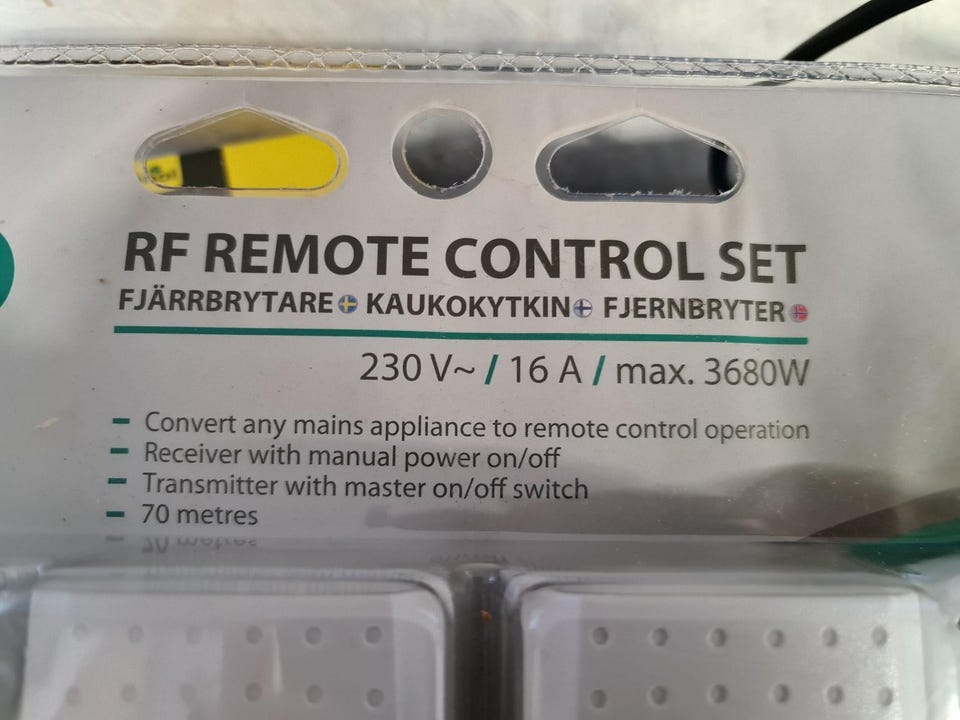 RF REMOTE CONTROL SET
FJÄRRBRYTARE KAUKOKYTKIN FJERNBRYTER
230 V~ / 16 A / max. 3680W
- Convert any mains appliance to remote control operation
- Receiver with manual power on/off
- Transmitter with master on/off switch
- 70 metres